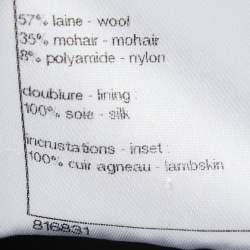 57% laine - wool
35% mohair - mohair
8% polyamide - nylon
doublure - lining :
100% soie - silk
incrustations - inset :
100% cuir agneau - lambskin
816831